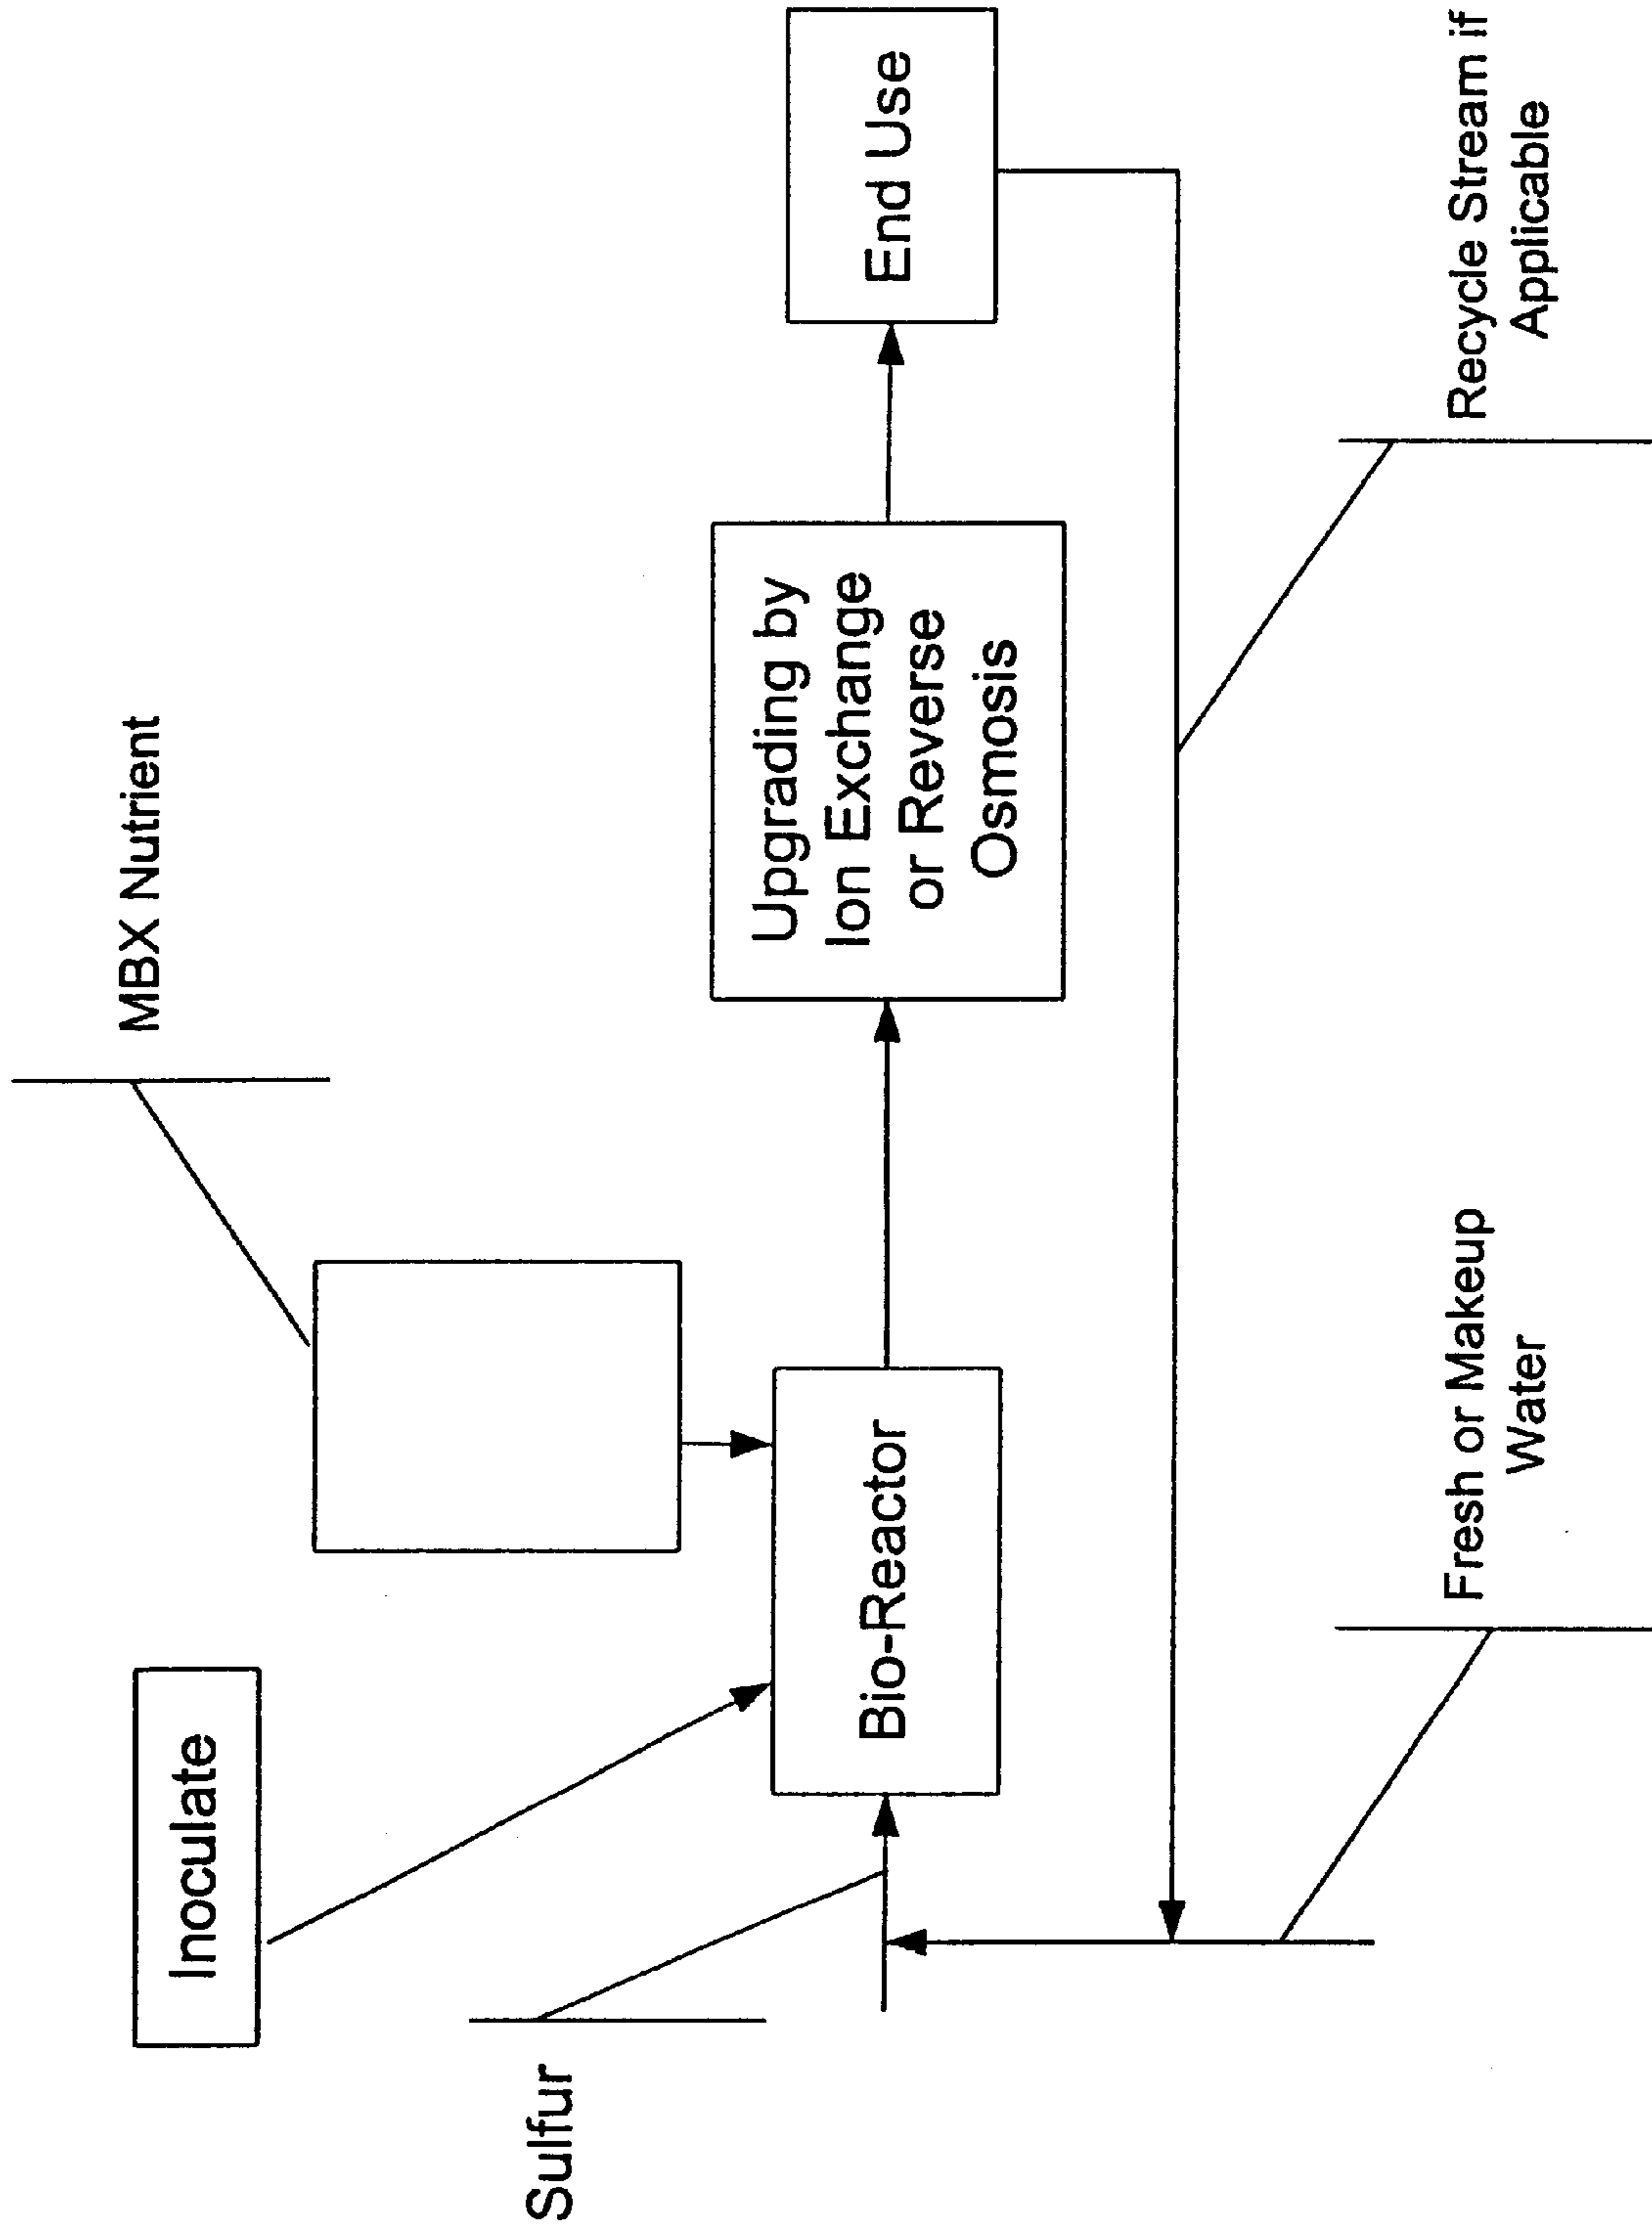 Inoculate
MBX Nutrient
Sulfur
Bio-Reactor
Upgrading by
Ion Exchange
or Reverse
Osmosis
End Use
Fresh or Makeup
Water
Recycle Stream if
Applicable